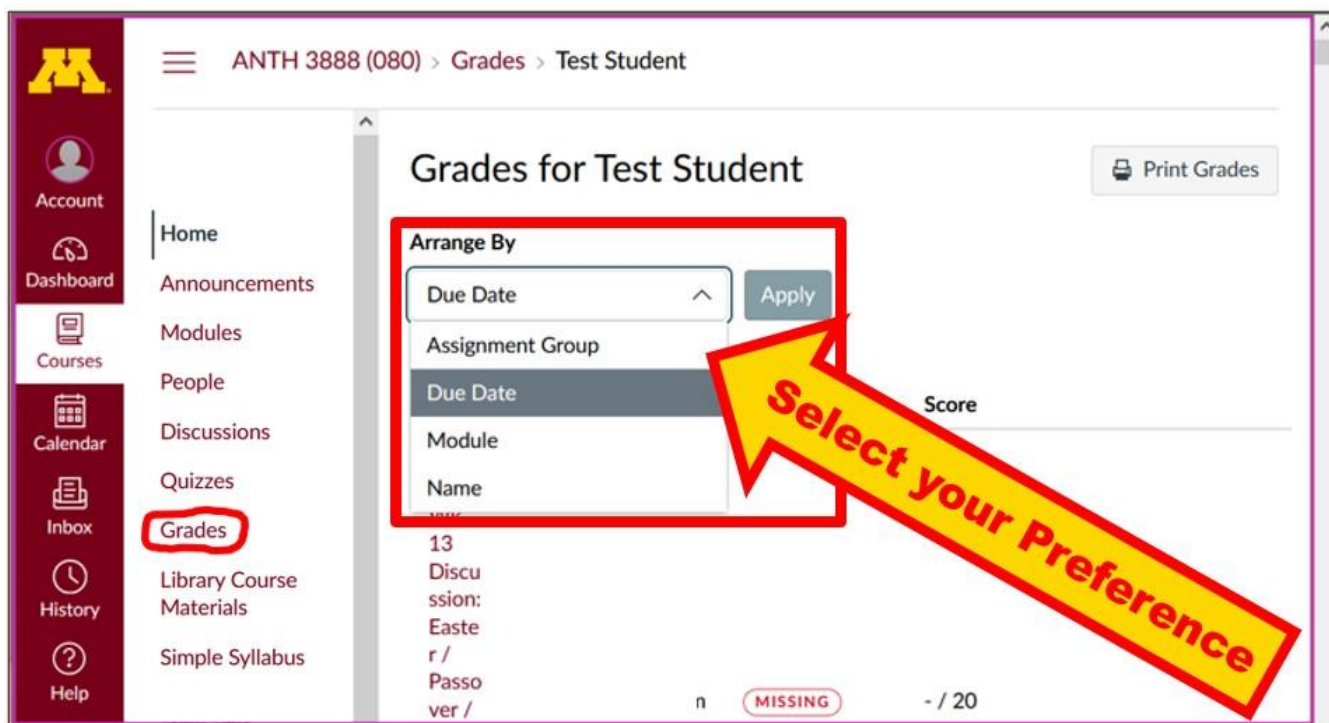 M
ANTH 3888 (080) > Grades > Test Student
Account
Dashboard
Courses
Calendar
Inbox
History
Help
Home
Announcements
Modules
People
Discussions
Quizzes
Grades
Library Course
Materials
Simple Syllabus
Grades for Test Student
Print Grades
Arrange By
Due Date
Apply
Assignment Group
Due Date
Module
Name
Select your Preference
Score
13
Discu
ssion:
Easte
r /
Passo
ver /
n MISSING - / 20